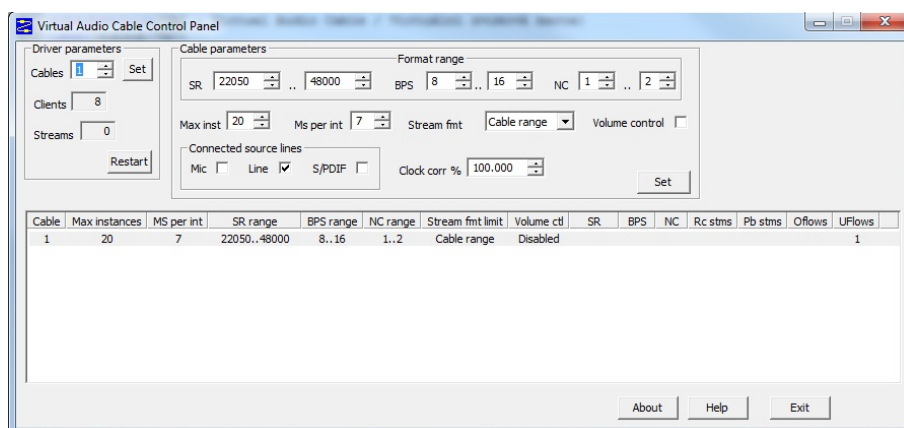 Virtual Audio Cable Control Panel
Driver parameters
Cables 1 Set
Clients 8
Streams 0
Restart
Cable parameters
Format range
SR 22050 .. 48000 BPS 8 .. 16 NC 1 .. 2
Max inst 20 Ms per int 7 Stream fmt Cable range Volume control
Connected source lines
Mic Line S/PDIF Clock corr % 100.000
Set
Cable Max instances MS per int SR range BPS range NC range Stream fmt limit Volume ctl SR BPS NC Rc stms Pb stms Oflows UFlows
1 20 7 22050..48000 8..16 1..2 Cable range Disabled 1
About Help Exit